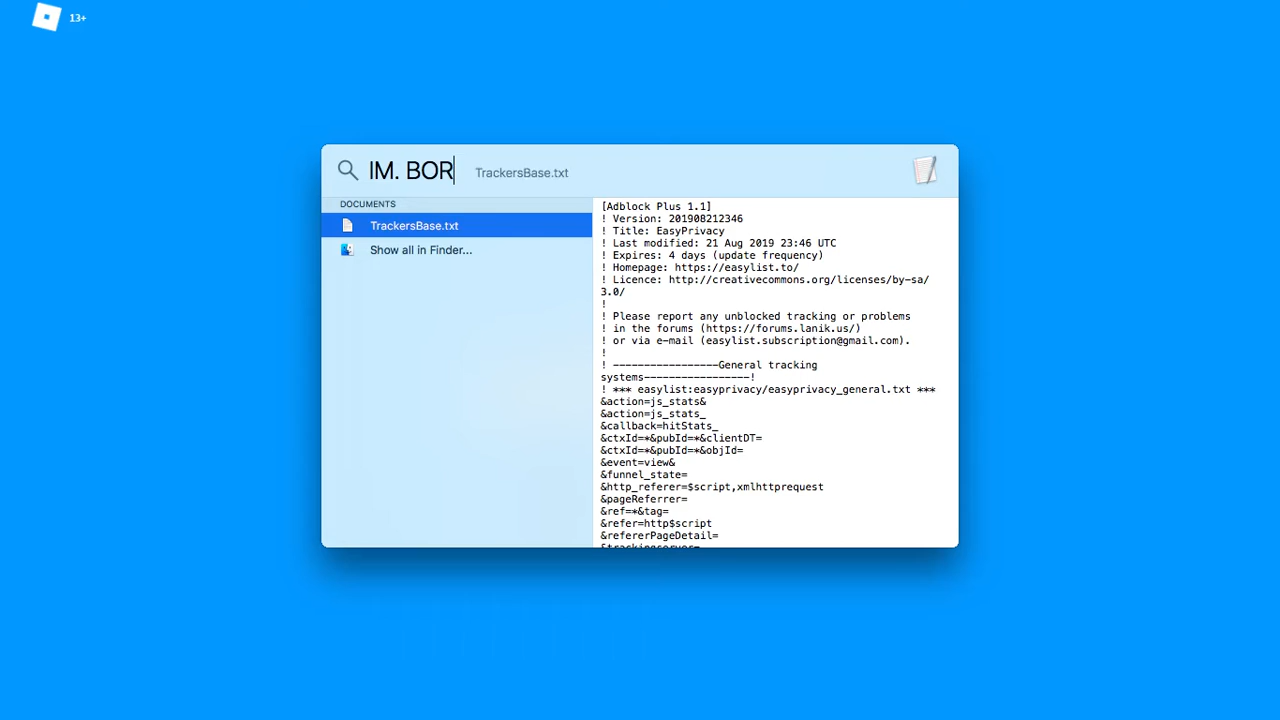 13+
IM. BOR TrackersBase.txt
DOCUMENTS
TrackersBase.txt
Show all in Finder...
[Adblock Plus 1.1]
! Version: 201908212346
! Title: EasyPrivacy
! Last modified: 21 Aug 2019 23:46 UTC
! Expires: 4 days (update frequency)
! Homepage: https://easylist.to/
! Licence: http://creativecommons.org/licenses/by-sa/
3.0/
!
! Please report any unblocked tracking or problems
! in the forums (https://forums.lanik.us/)
! or via e-mail (easylist.subscription@gmail.com).
!
! -----------------General tracking
systems-----------------!
! *** easylist:easyprivacy/easyprivacy_general.txt ***
&action=js_stats&
&action=js_stats_
&callback=hitStats_
&ctxId=*&pubId=*&clientDT=
&ctxId=*&pubId=*&objId=
&event=view&
&funnel_state=
&http_referer=$script,xmlhttprequest
&pageReferrer=
&ref=*&tag=
&refer=http$script
&refererPageDetail=
&trackingserver=